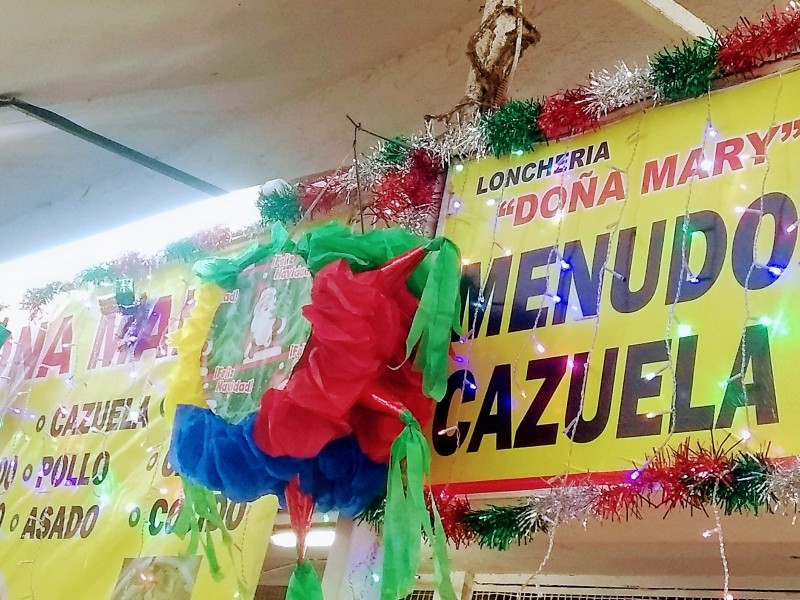 LONCHERIA
"DOÑA MARY"
MENUDO
CAZUELA
¡Feliz
Navidad!
¡Feliz
Navidad!
CAZUELA
POLLO
ASADO